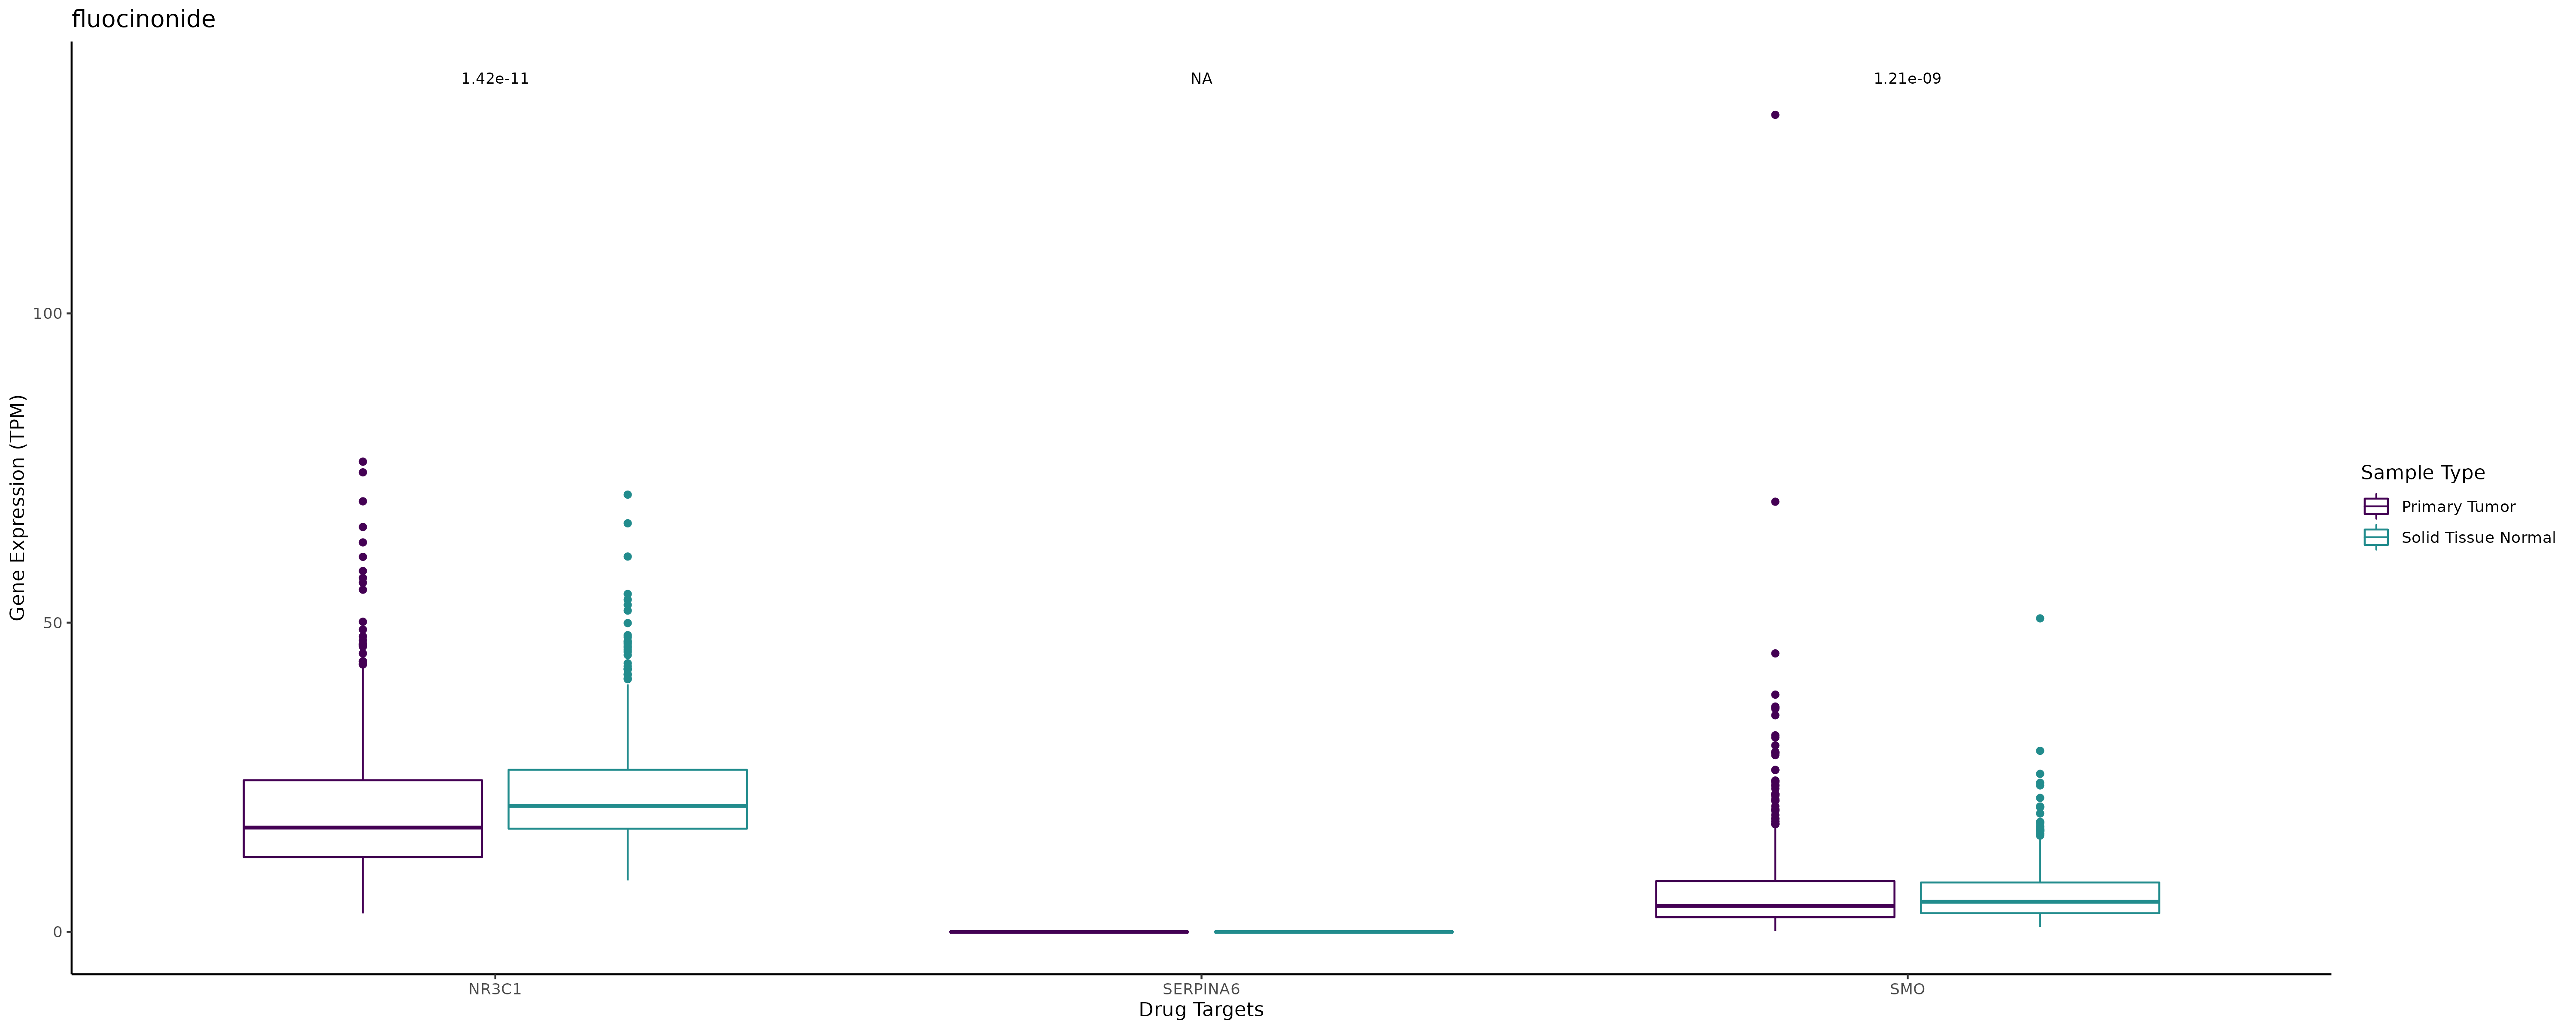 fluocinonide
1.42e-11
NA
1.21e-09
Gene Expression (TPM)
100
50
0
NR3C1
SERPINA6
SMO
Drug Targets
Sample Type
Primary Tumor
Solid Tissue Normal